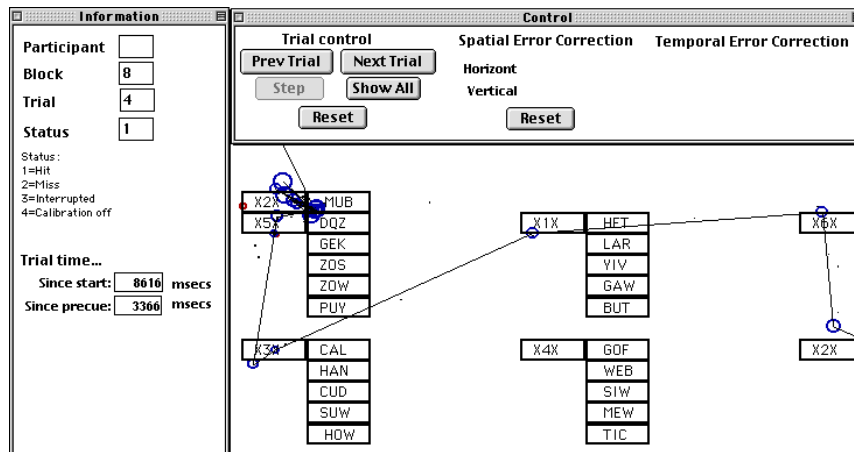 Information
Participant
Block 8
Trial 4
Status 1
Status:
1=Hit
2=Miss
3=Interrupted
4=Calibration off
Trial time...
Since start: 8616 msecs
Since precue: 3366 msecs
Control
Trial control
Prev Trial Next Trial
Step Show All
Reset
Spatial Error Correction
Horizont
Vertical
Reset
Temporal Error Correction
X2X MUB
X5X DQZ
GEK
ZOS
ZOW
PUY
X1X HET
LAR
YIV
GAW
BUT
X6X
X3X CAL
HAN
CUD
SUW
HOW
X4X GOF
WEB
SIW
MEW
TIC
X2X